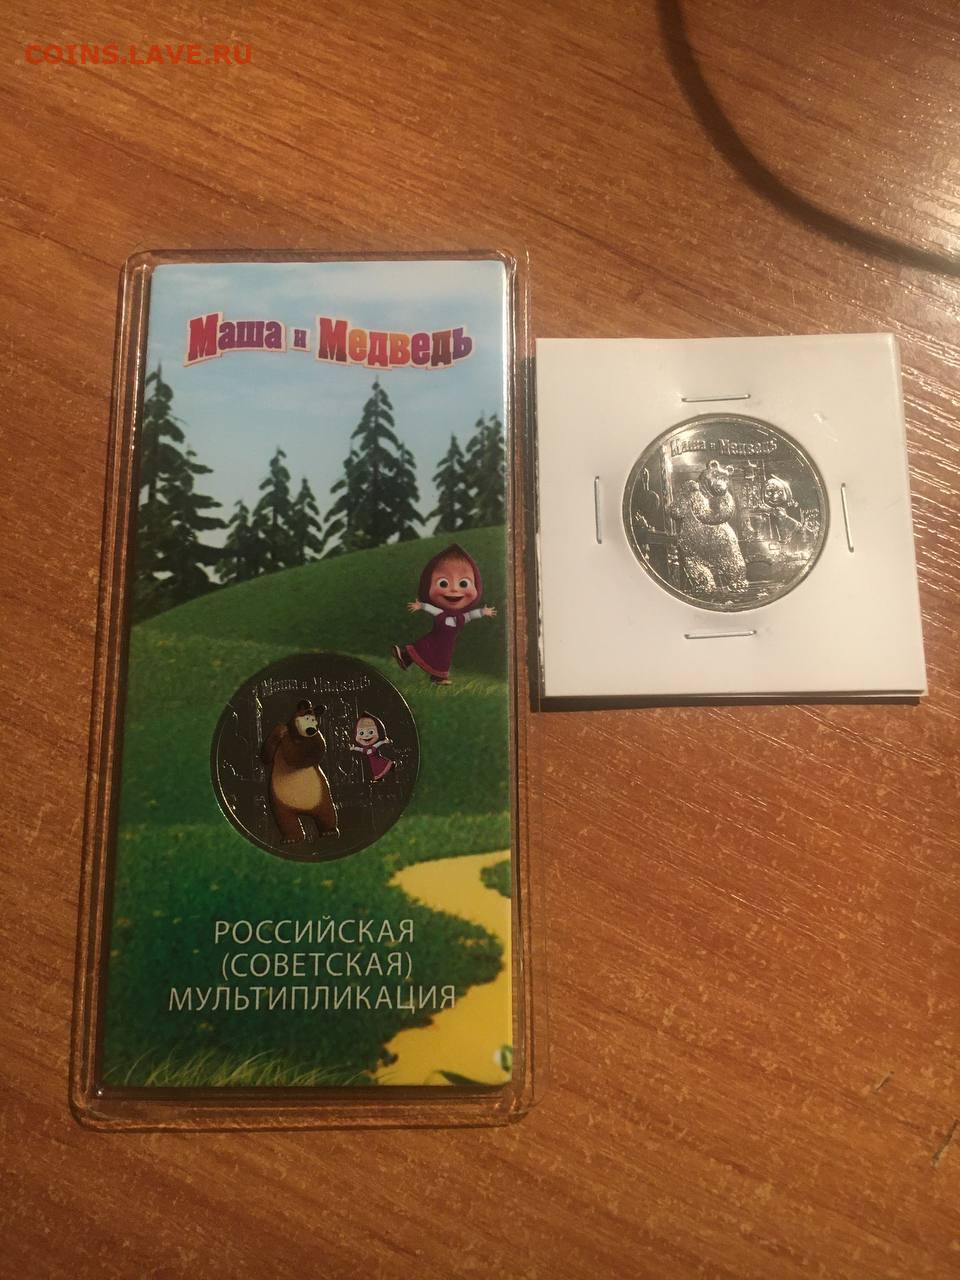 COINS.LAVE.RU
Маша и Медведь
Маша и Медведь
Маша и Медведь
РОССИЙСКАЯ
(СОВЕТСКАЯ)
МУЛЬТИПЛИКАЦИЯ